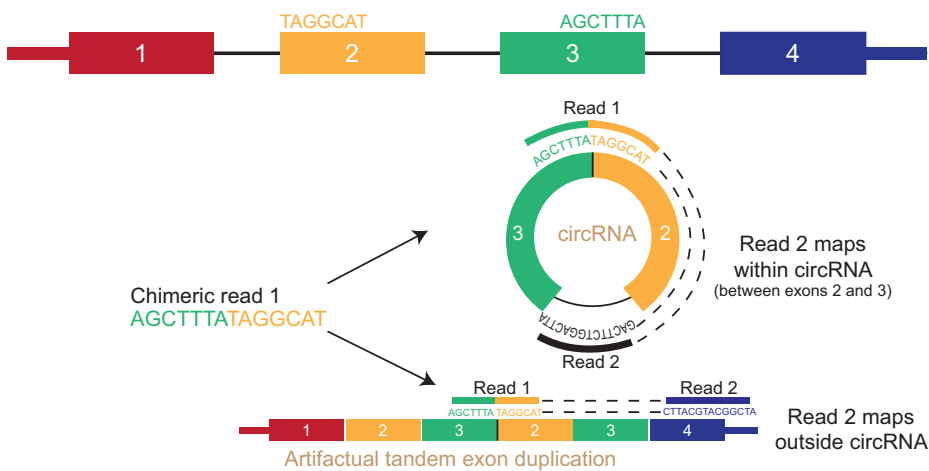 TAGGCAT
AGCTTTA
1
2
3
4
Read 1
AGCTTTATAGGCAT
3
circRNA
2
Read 2 maps
within circRNA
(between exons 2 and 3)
GACTTCTGGACTTA
Read 2
Chimeric read 1
AGCTTTATAGGCAT
Read 1
Read 2
AGCTTTA TAGGCAT
CTTACGTACGGCTA
1
2
3
2
3
4
Read 2 maps
outside circRNA
Artifactual tandem exon duplication